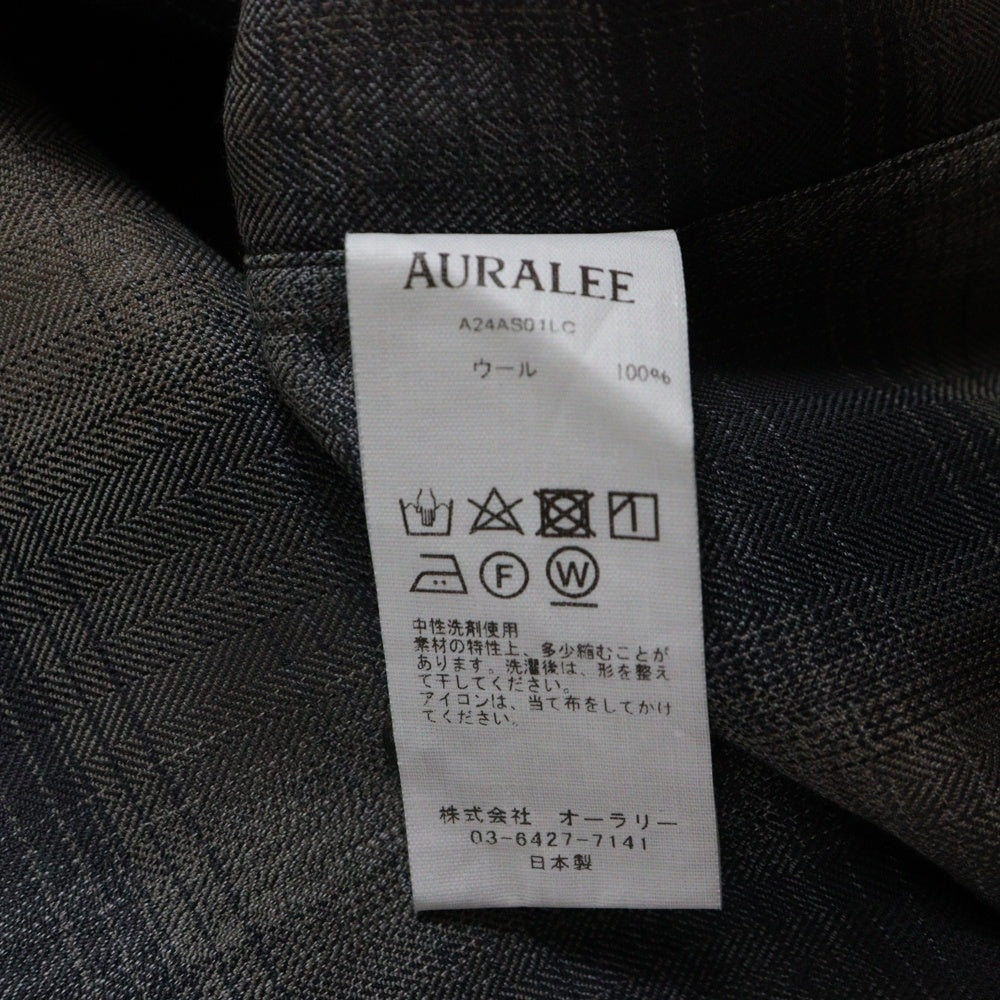 AURALEE
A24AS01LC
ウール 100%
F W
中性洗剤使用
素材の特性上、多少縮むことが
あります。洗濯後は、形を整え
て干してください。
アイロンは、当て布をしてかけ
てください。
株式会社 オーラリー
03-6427-7141
日本製